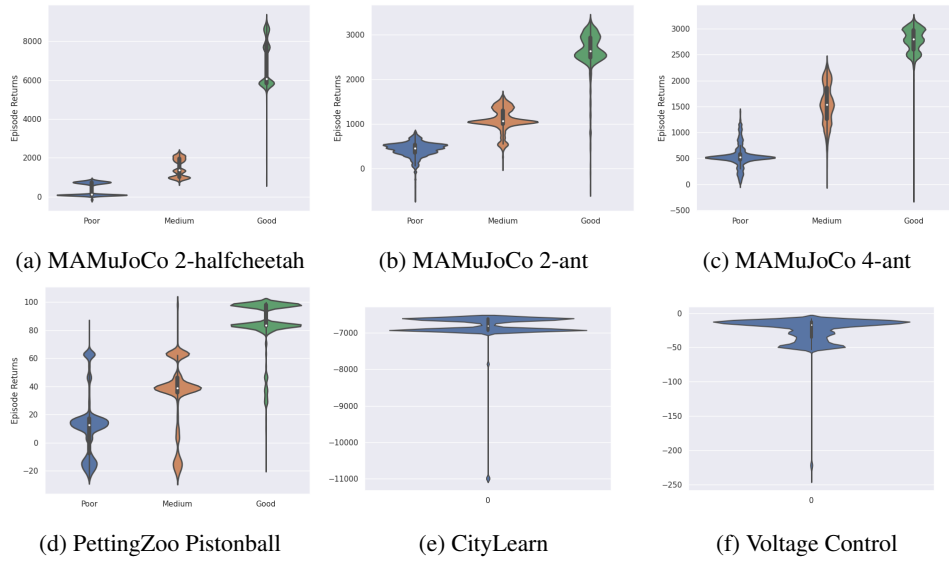 8000
6000
4000
2000
0
Episode Returns
Poor Medium Good
(a) MAMuJoCo 2-halfcheetah
3000
2000
1000
0
Episode Returns
Poor Medium Good
(b) MAMuJoCo 2-ant
3000
2500
2000
1500
1000
500
0
−500
Episode Returns
Poor Medium Good
(c) MAMuJoCo 4-ant
100
80
60
40
20
0
−20
Episode Returns
Poor Medium Good
(d) PettingZoo Pistonball
−7000
−8000
−9000
−10000
−11000
0
(e) CityLearn
0
−50
−100
−150
−200
−250
0
(f) Voltage Control